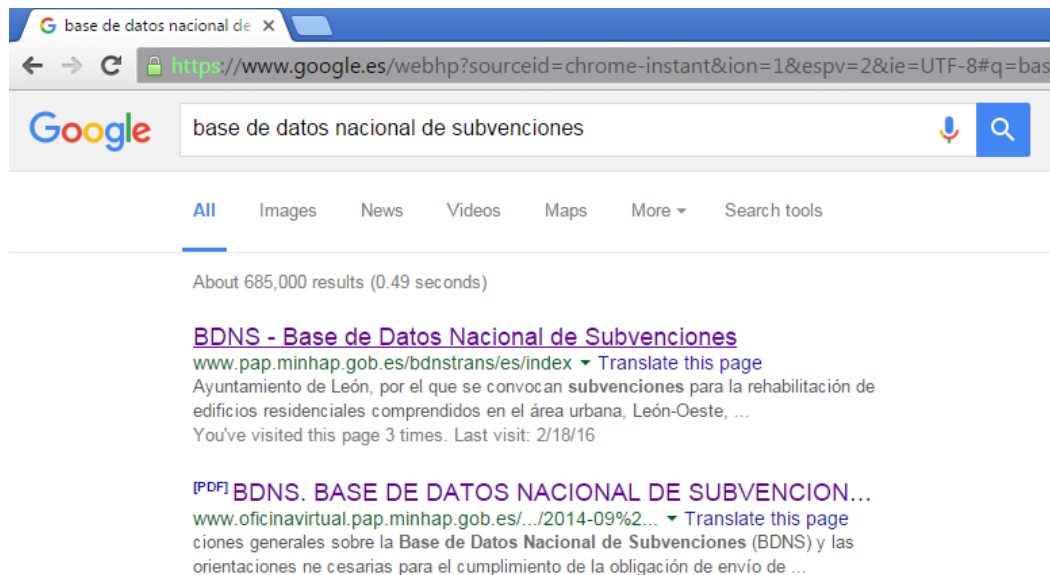 base de datos nacional de
https://www.google.es/webhp?sourceid=chrome-instant&ion=1&espv=2&ie=UTF-8#q=bas
Google base de datos nacional de subvenciones
All Images News Videos Maps More Search tools
About 685,000 results (0.49 seconds)
BDNS - Base de Datos Nacional de Subvenciones
www.pap.minhap.gob.es/bdnstrans/es/index Translate this page
Ayuntamiento de León, por el que se convocan subvenciones para la rehabilitación de
edificios residenciales comprendidos en el área urbana, León-Oeste, ...
You've visited this page 3 times. Last visit: 2/18/16
[PDF] BDNS. BASE DE DATOS NACIONAL DE SUBVENCION...
www.oficinavirtual.pap.minhap.gob.es/.../2014-09%2... Translate this page
ciones generales sobre la Base de Datos Nacional de Subvenciones (BDNS) y las
orientaciones ne cesarias para el cumplimiento de la obligación de envío de ...